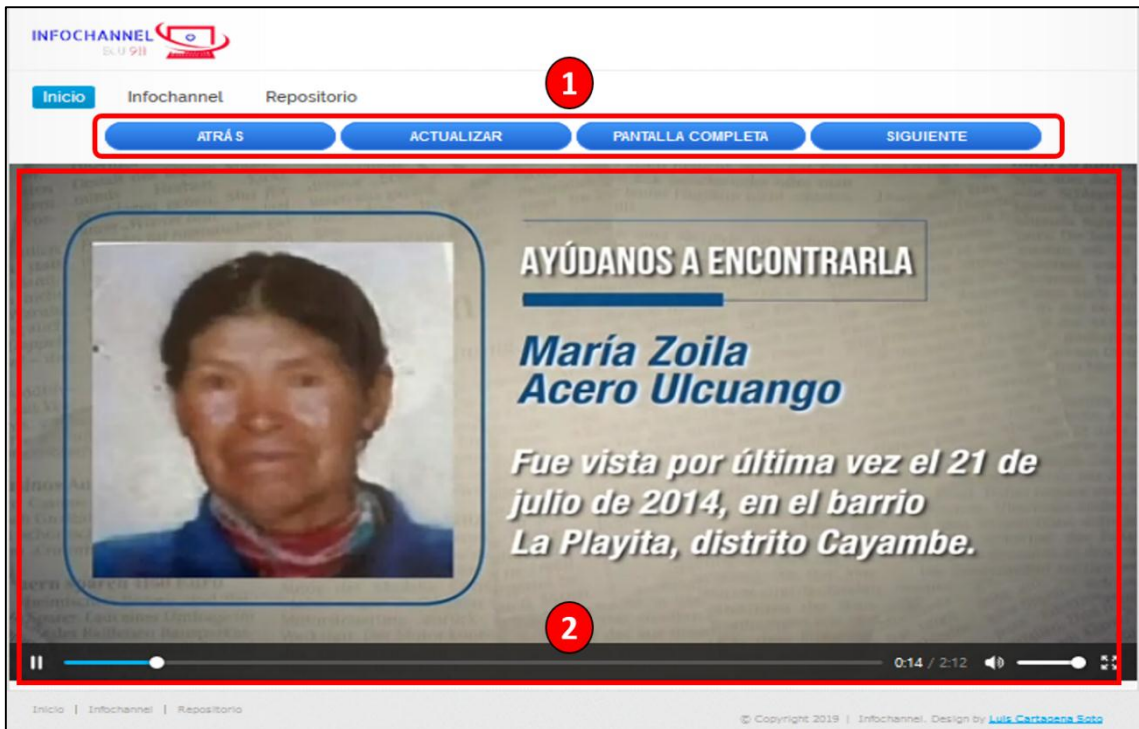 INFOCHANNEL
ECU 911
Inicio Infochannel Repositorio
1
ATRÁS ACTUALIZAR PANTALLA COMPLETA SIGUIENTE
AYÚDANOS A ENCONTRARLA
María Zoila
Acero Ulcuango
Fue vista por última vez el 21 de
julio de 2014, en el barrio
La Playita, distrito Cayambe.
2
0:14 / 2:12
Inicio | Infochannel | Repositorio
© Copyright 2019 | Infochannel. Design by Luis Cartagena Soto